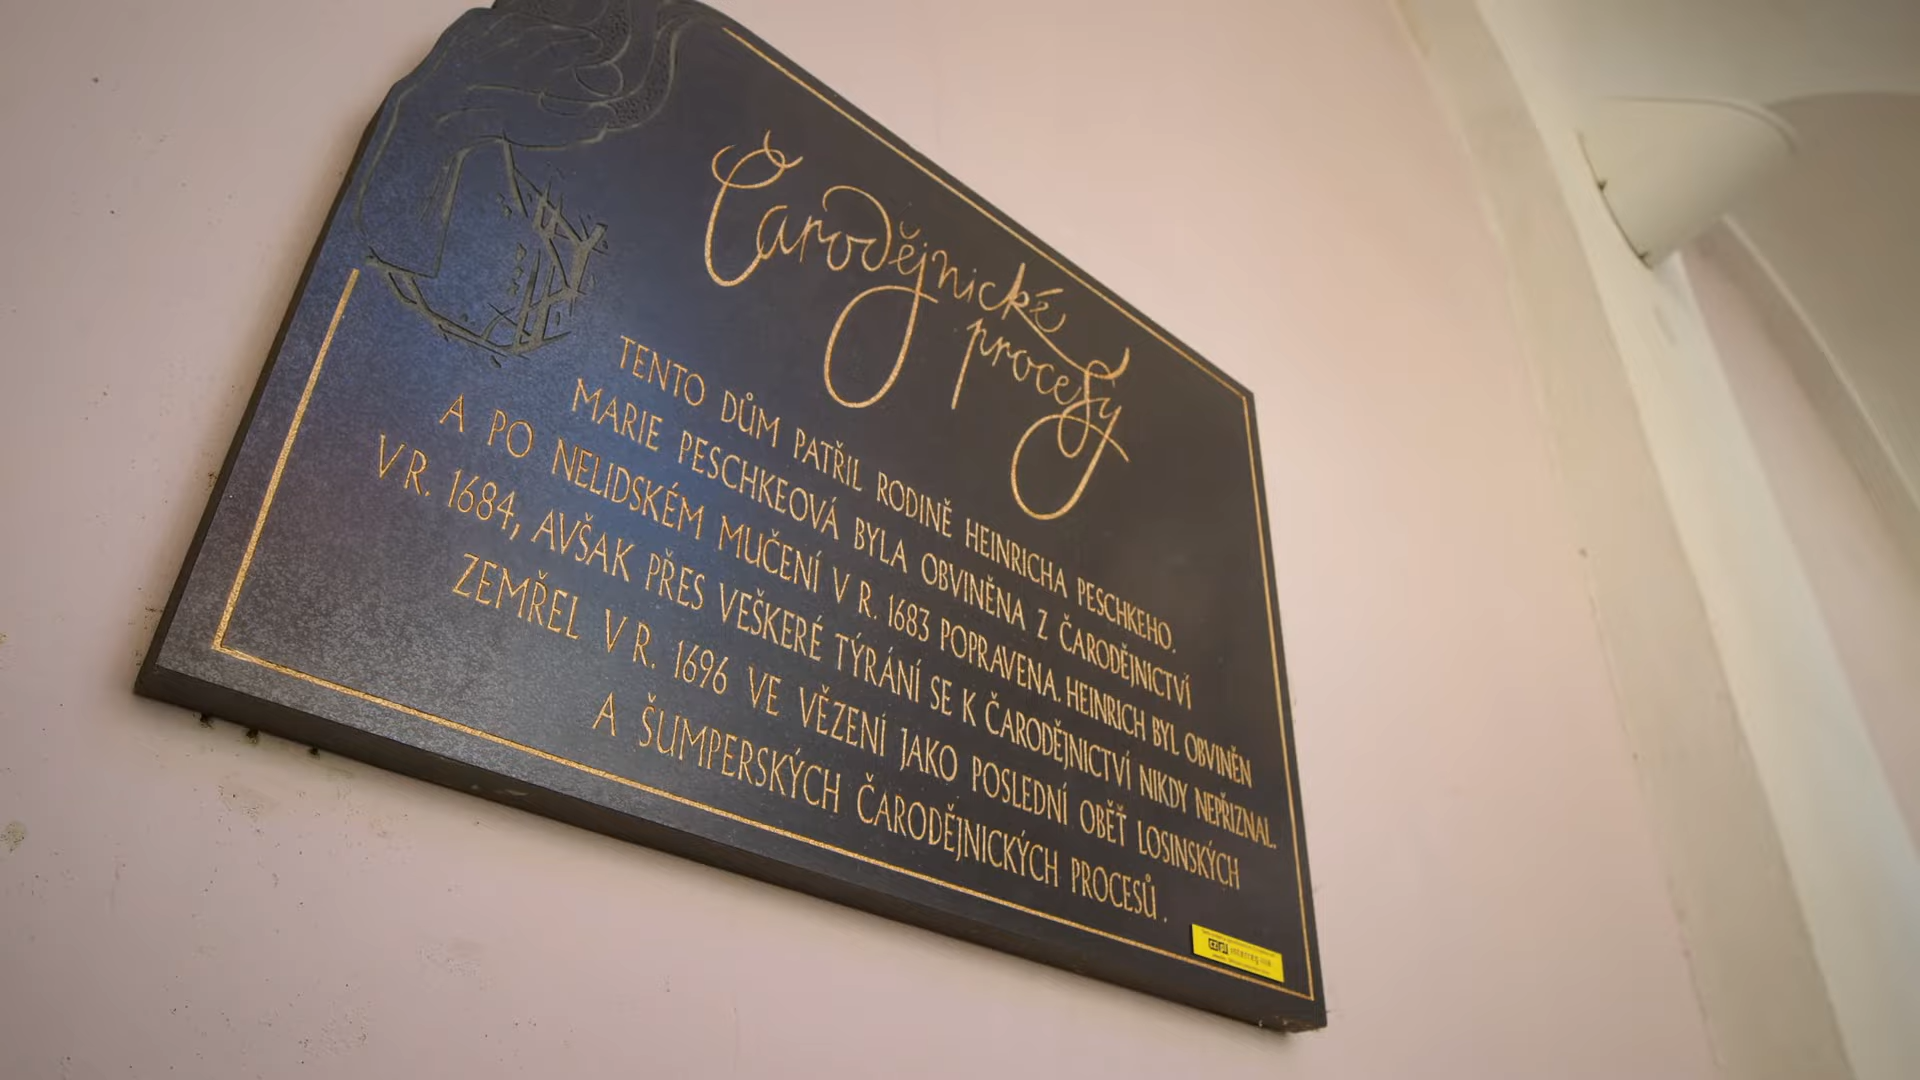 Čarodějnické
procesy
TENTO DŮM PATŘIL RODINĚ HEINRICHA PESCHKEHO.
MARIE PESCHKEOVÁ BYLA OBVINĚNA Z ČARODĚJNICTVÍ
A PO NELIDSKÉM MUČENÍ V R. 1683 POPRAVENA. HEINRICH BYL OBVINĚN
V R. 1684, AVŠAK PŘES VEŠKERÉ TÝRÁNÍ SE K ČARODĚJNICTVÍ NIKDY NEPŘIZNAL.
ZEMŘEL V R. 1696 VE VĚZENÍ JAKO POSLEDNÍ OBĚŤ LOSINSKÝCH
A ŠUMPERSKÝCH ČARODĚJNICKÝCH PROCESŮ.